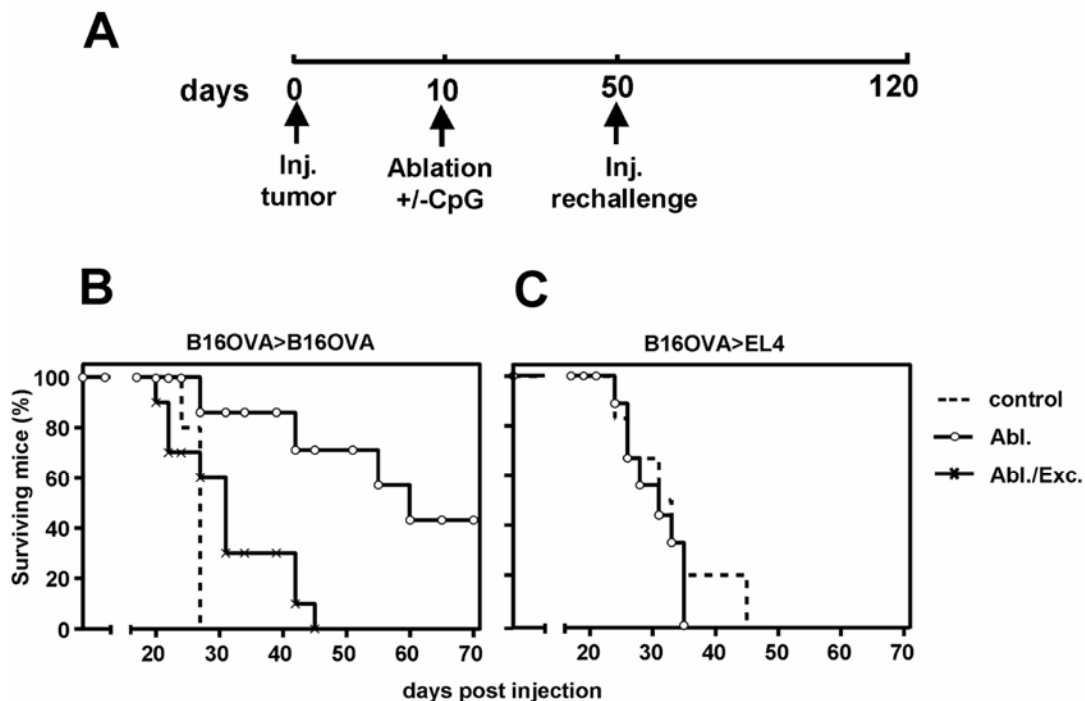 A
days 0 10 50 120
Inj. Ablation Inj.
tumor +/-CpG rechallenge
B
C
B16OVA>B16OVA
B16OVA>EL4
Surviving mice (%)
100
80
60
40
20
0
20 30 40 50 60 70
20 30 40 50 60 70
days post injection
control
Abl.
Abl./Exc.